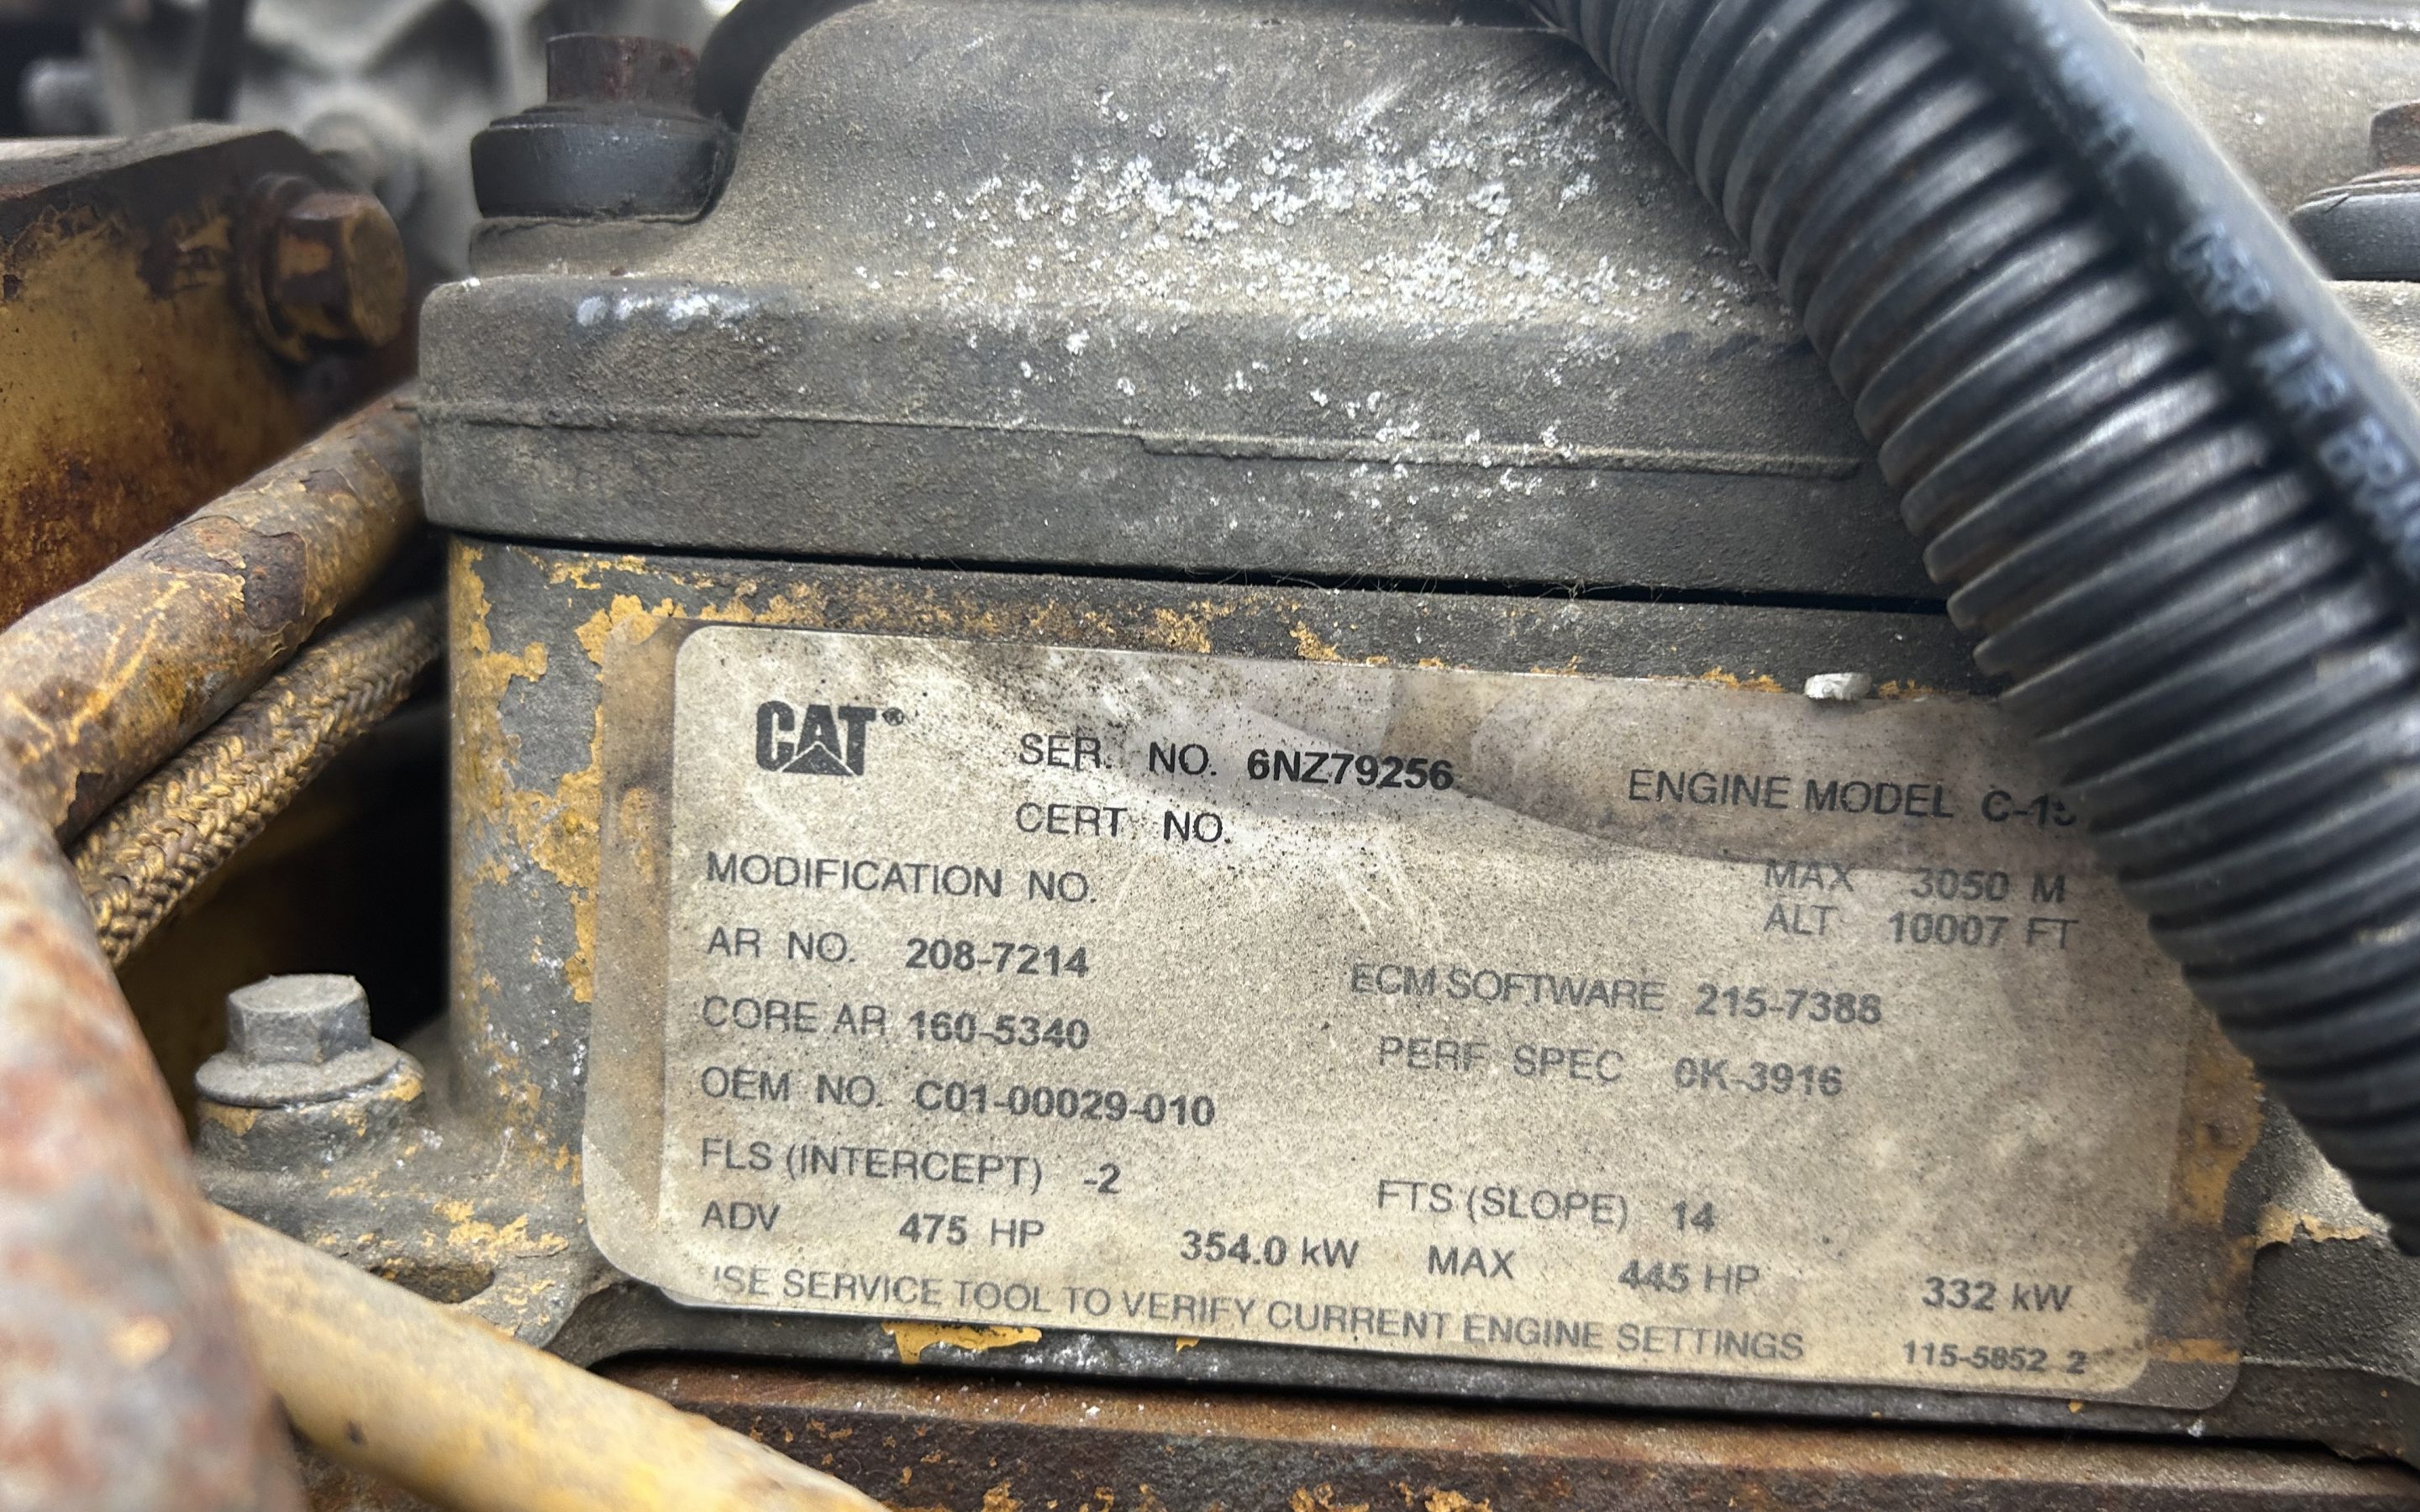 CAT®
SER. NO. 6NZ79256
ENGINE MODEL C-15
CERT NO.
MODIFICATION NO.
MAX 3050 M
ALT 10007 FT
AR NO. 208-7214
ECM SOFTWARE 215-7388
CORE AR 160-5340
PERF SPEC 0K-3916
OEM NO. C01-00029-010
FLS (INTERCEPT) -2
FTS (SLOPE) 14
ADV 475 HP 354.0 kW MAX 445 HP 332 kW
USE SERVICE TOOL TO VERIFY CURRENT ENGINE SETTINGS
115-5852 2